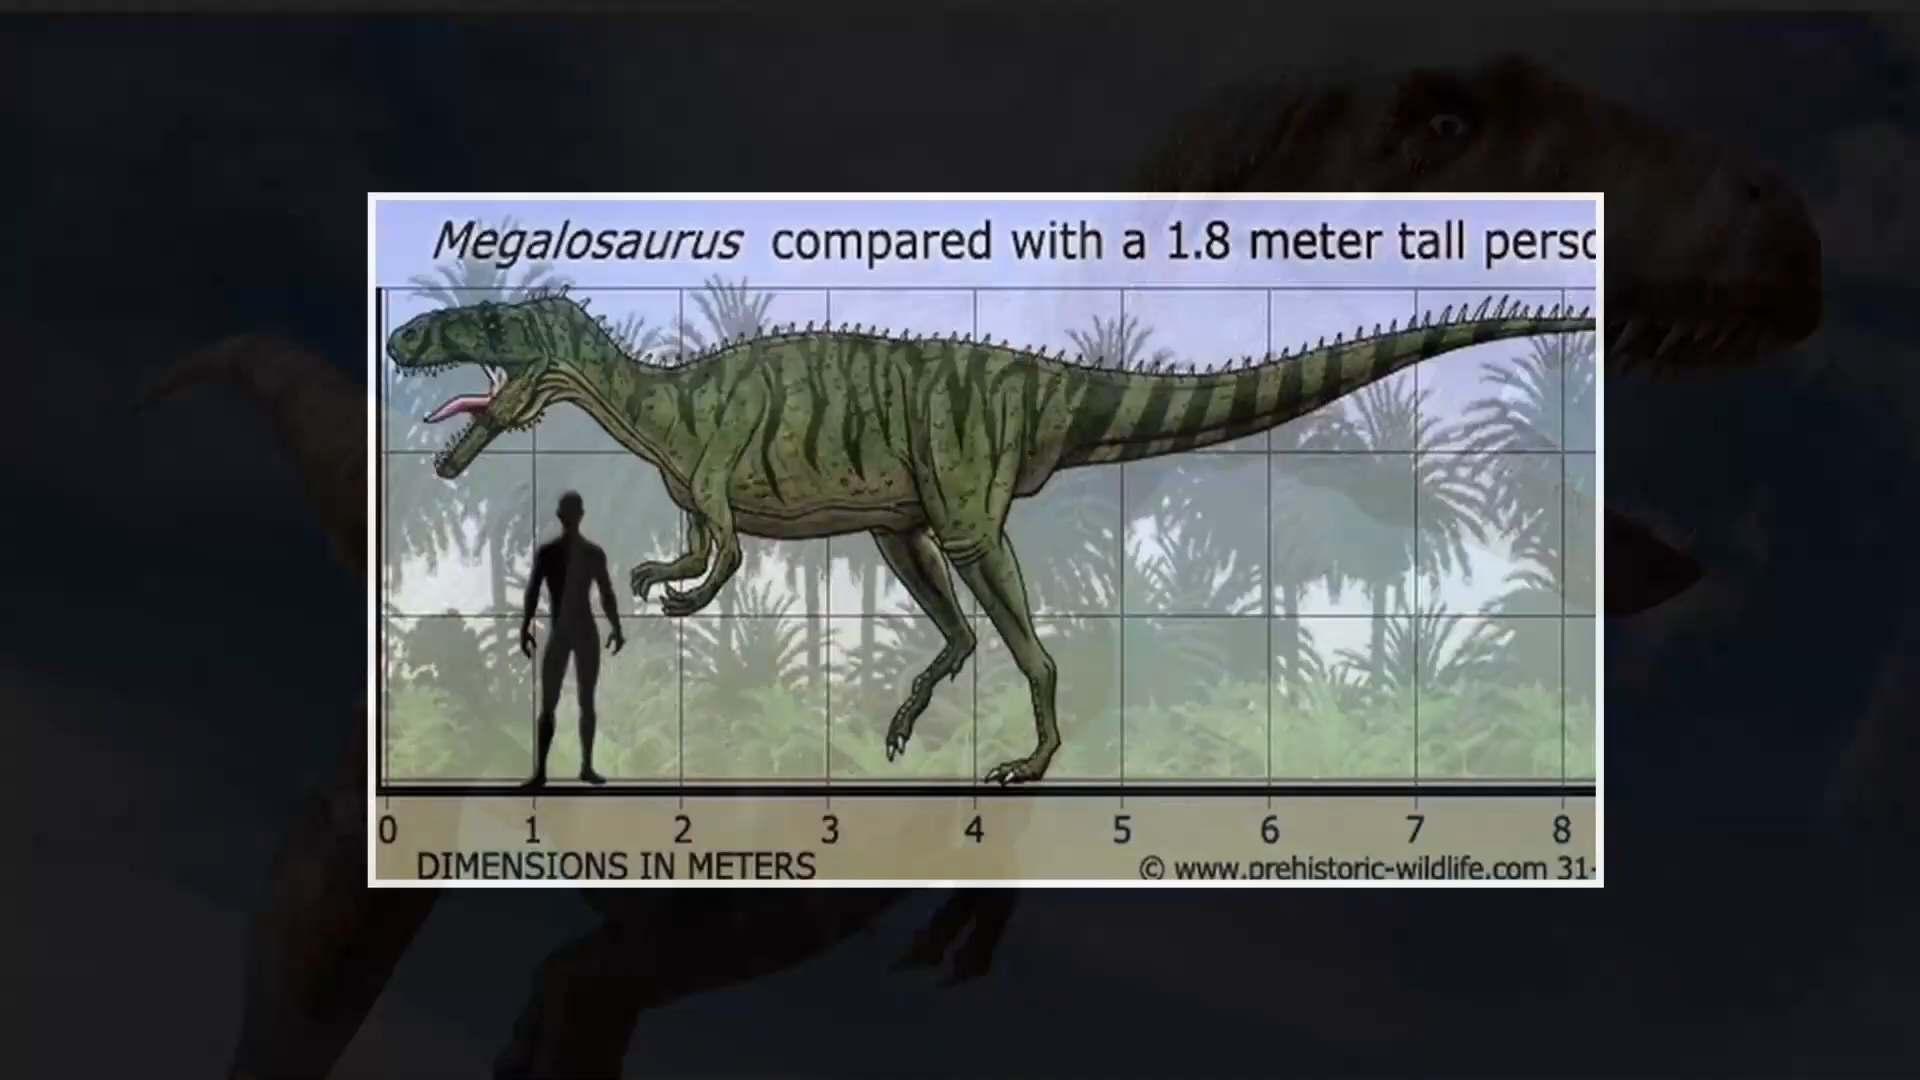 Megalosaurus compared with a 1.8 meter tall perso
0 1 2 3 4 5 6 7 8
DIMENSIONS IN METERS © www.prehistoric-wildlife.com 31-